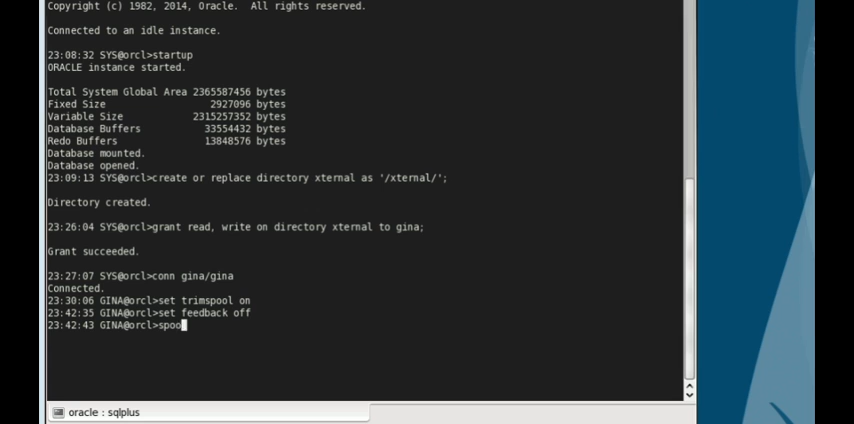 Copyright (c) 1982, 2014, Oracle.  All rights reserved.
Connected to an idle instance.
23:08:32 SYS@orcl>startup
ORACLE instance started.
Total System Global Area 2365587456 bytes
Fixed Size                  2927096 bytes
Variable Size            2315257352 bytes
Database Buffers           33554432 bytes
Redo Buffers               13848576 bytes
Database mounted.
Database opened.
23:09:13 SYS@orcl>create or replace directory xternal as '/xternal/';
Directory created.
23:26:04 SYS@orcl>grant read, write on directory xternal to gina;
Grant succeeded.
23:27:07 SYS@orcl>conn gina/gina
Connected.
23:30:06 GINA@orcl>set trimspool on
23:42:35 GINA@orcl>set feedback off
23:42:43 GINA@orcl>spoo
oracle : sqlplus